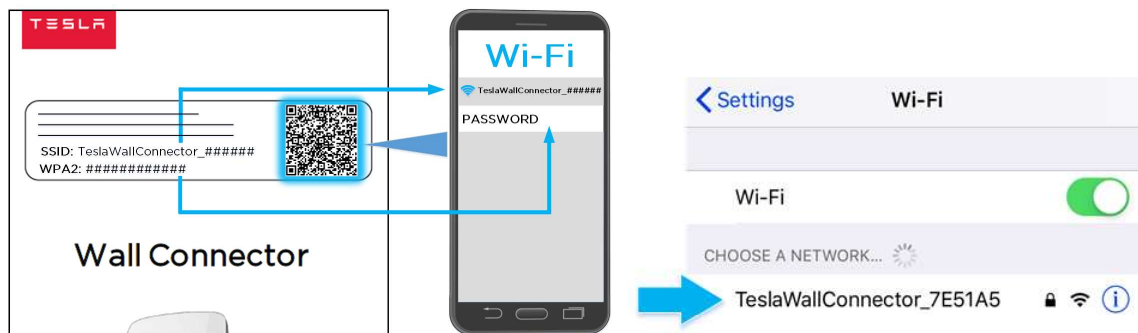 TESLA
SSID: TeslaWallConnector_######
WPA2: ############
Wall Connector
Wi-Fi
TeslaWallConnector_######
PASSWORD
Settings
Wi-Fi
Wi-Fi
CHOOSE A NETWORK...
TeslaWallConnector_7E51A5